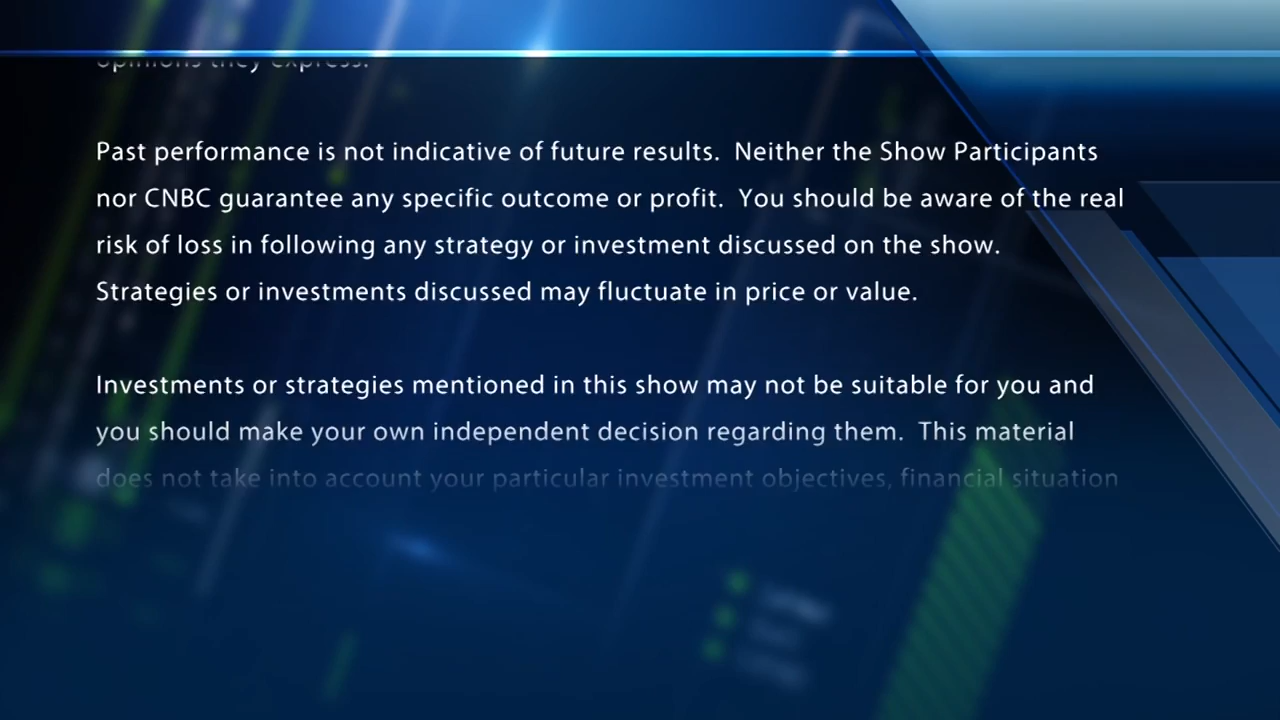 opinions they express.
Past performance is not indicative of future results.  Neither the Show Participants
nor CNBC guarantee any specific outcome or profit.  You should be aware of the real
risk of loss in following any strategy or investment discussed on the show.
Strategies or investments discussed may fluctuate in price or value.
Investments or strategies mentioned in this show may not be suitable for you and
you should make your own independent decision regarding them.  This material
does not take into account your particular investment objectives, financial situation